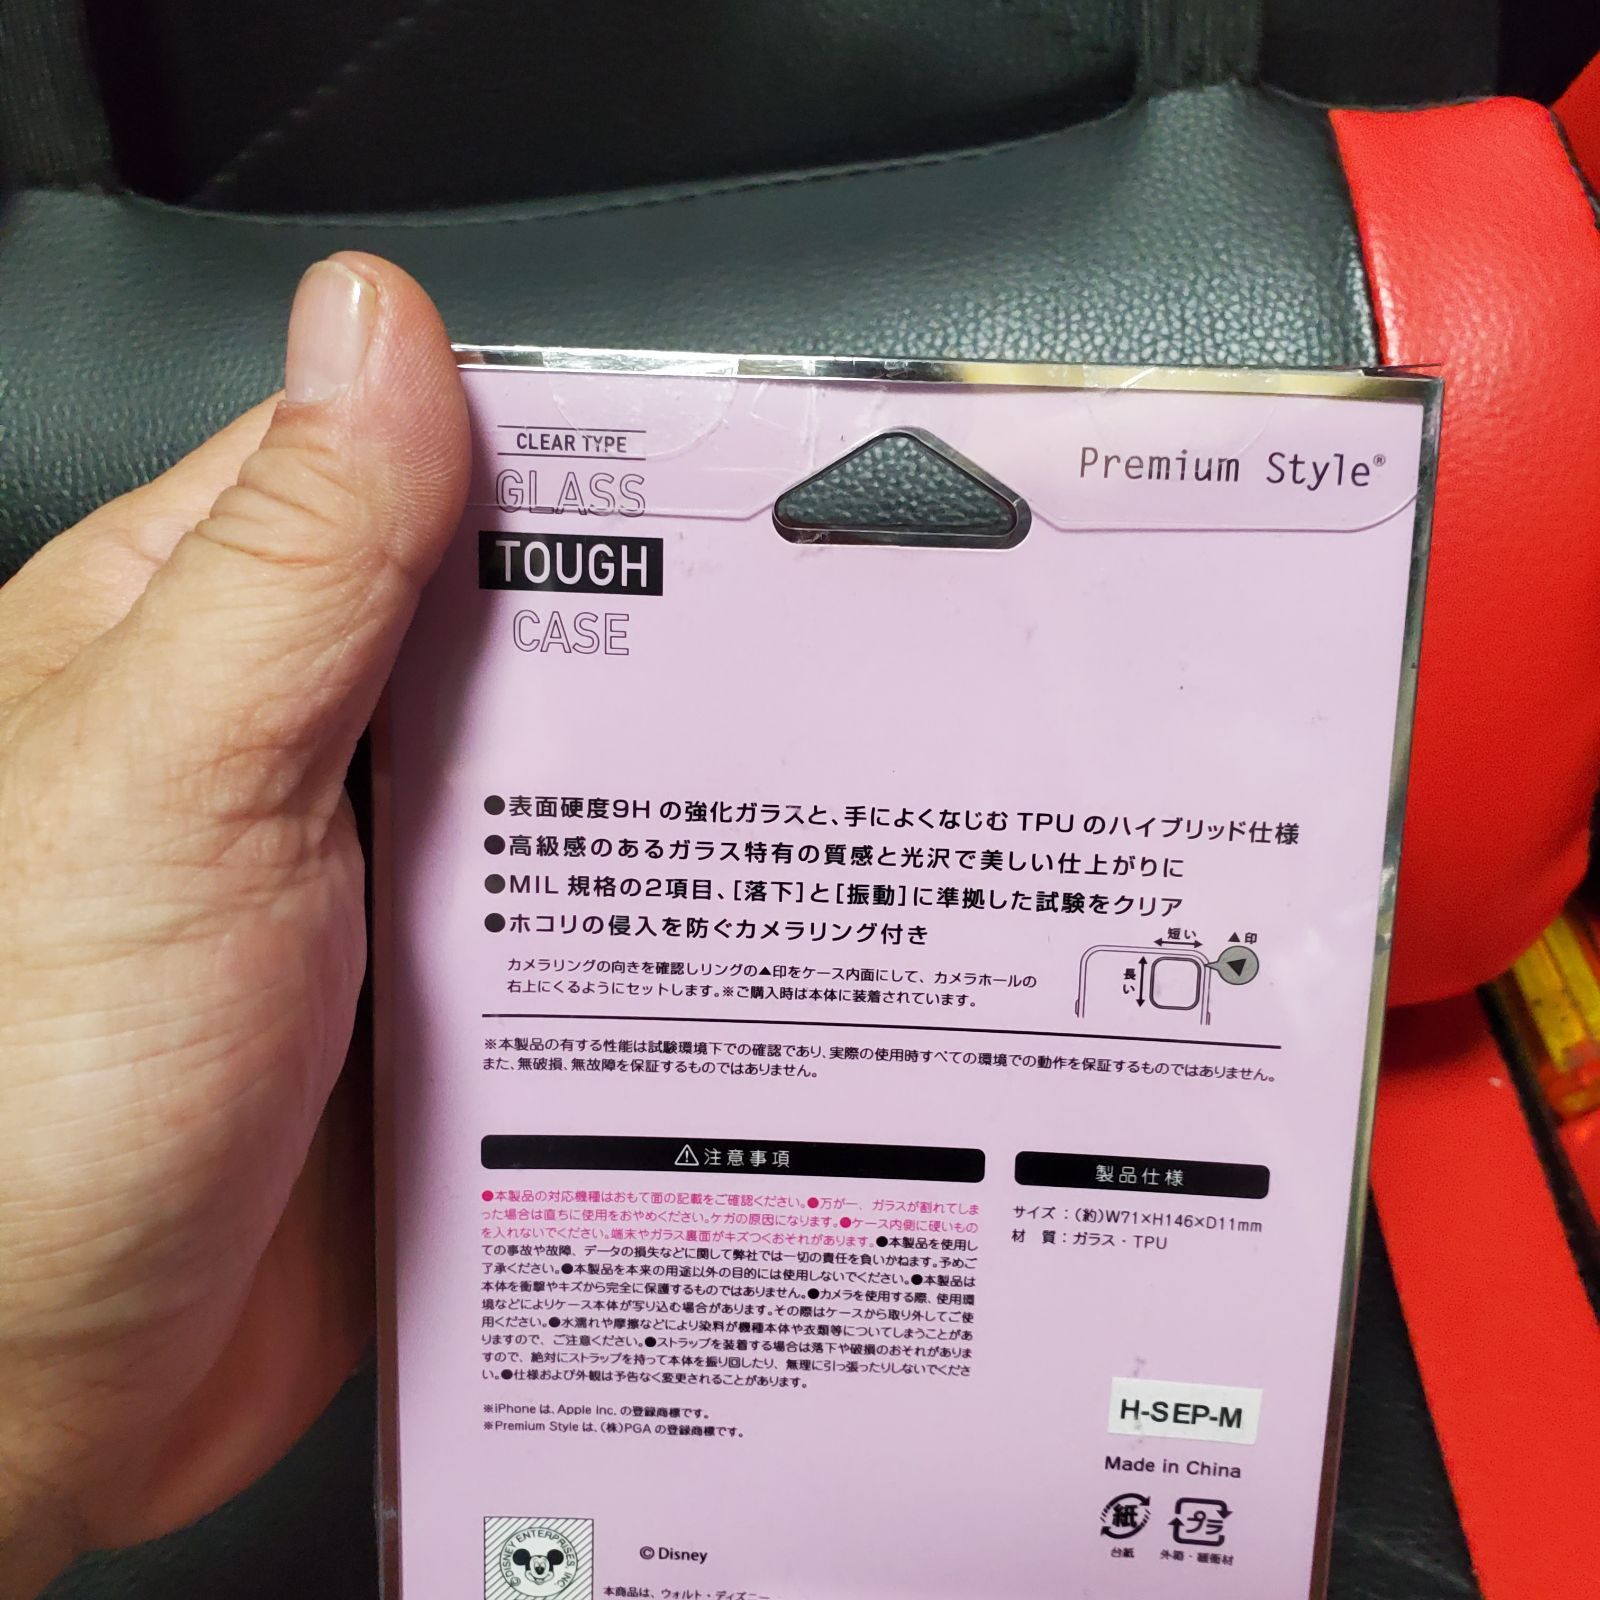 CLEAR TYPE
GLASS
TOUGH
CASE
Premium Style®
●表面硬度9Hの強化ガラスと、手によくなじむTPUのハイブリッド仕様
●高級感のあるガラス特有の質感と光沢で美しい仕上がりに
●MIL規格の2項目、[落下]と[振動]に準拠した試験をクリア
●ホコリの侵入を防ぐカメラリング付き
カメラリングの向きを確認しリングの▲印をケース内面にして、カメラホールの
右上にくるようにセットします。※ご購入時は本体に装着されています。
短い
▲印
長い
※本製品の有する性能は試験環境下での確認であり、実際の使用時すべての環境での動作を保証するものではありません。
また、無破損、無故障を保証するものではありません。
⚠注意事項
●本製品の対応機種はおもて面の記載をご確認ください。●万が一、ガラスが割れてしま
った場合は直ちに使用をおやめください。ケガの原因になります。●ケース内側に硬いもの
を入れないでください。端末やガラス裏面がキズつくおそれがあります。●本製品を使用し
ての事故や故障、データの損失などに関して弊社では一切の責任を負いかねます。予めご
了承ください。●本製品を本来の用途以外の目的には使用しないでください。●本製品は
本体を衝撃やキズから完全に保護するものではありません。●カメラを使用する際、使用環
境などによりケース本体が写り込む場合があります。その際はケースから取り外してご使
用ください。●水濡れや摩擦などにより染料が機種本体や衣類等についてしまうことがあ
りますので、ご注意ください。●ストラップを装着する場合は落下や破損のおそれがありま
すので、絶対にストラップを持って本体を振り回したり、無理に引っ張ったりしないでくださ
い。●仕様および外観は予告なく変更されることがあります。
※iPhoneは、Apple Inc.の登録商標です。
※Premium Styleは、(株)PGAの登録商標です。
製品仕様
サイズ：(約)W71×H146×D11mm
材　質：ガラス・TPU
H-SEP-M
Made in China
紙
台紙
プラ
外箱・緩衝材
©DISNEY ENTERPRISES INC.
©Disney
本商品は、ウォルト・ディズニー